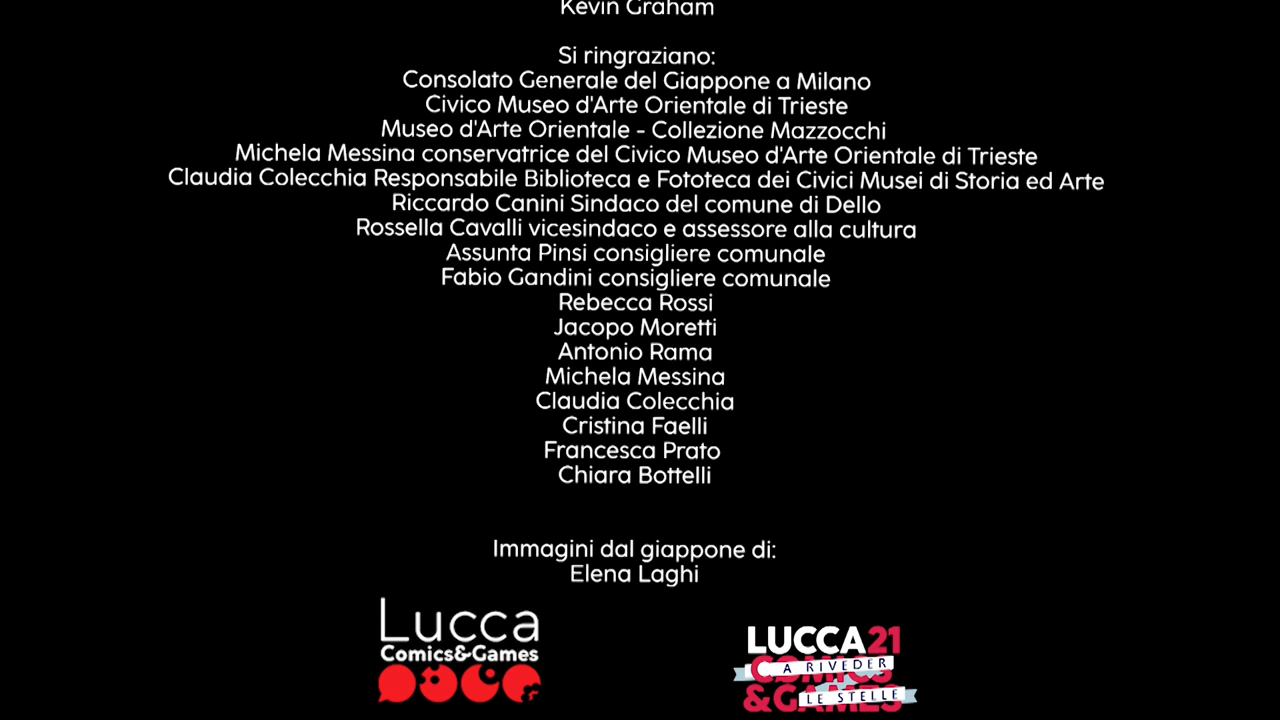 Kevin Graham
Si ringraziano:
Consolato Generale del Giappone a Milano
Civico Museo d'Arte Orientale di Trieste
Museo d'Arte Orientale - Collezione Mazzocchi
Michela Messina conservatrice del Civico Museo d'Arte Orientale di Trieste
Claudia Colecchia Responsabile Biblioteca e Fototeca dei Civici Musei di Storia ed Arte
Riccardo Canini Sindaco del comune di Dello
Rossella Cavalli vicesindaco e assessore alla cultura
Assunta Pinsi consigliere comunale
Fabio Gandini consigliere comunale
Rebecca Rossi
Jacopo Moretti
Antonio Rama
Michela Messina
Claudia Colecchia
Cristina Faelli
Francesca Prato
Chiara Bottelli
Immagini dal giappone di:
Elena Laghi
Lucca
Comics&Games
LUCCA21
COMICS
A RIVEDER
&GAMES
LE STELLE